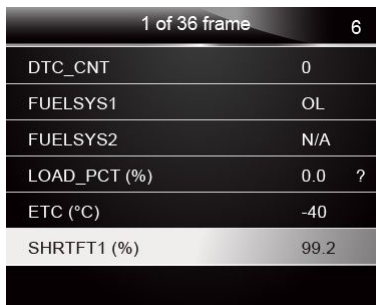 1 of 36 frame 6
DTC_CNT 0
FUELSYS1 OL
FUELSYS2 N/A
LOAD_PCT (%) 0.0 ?
ETC (°C) -40
SHRTFT1 (%) 99.2